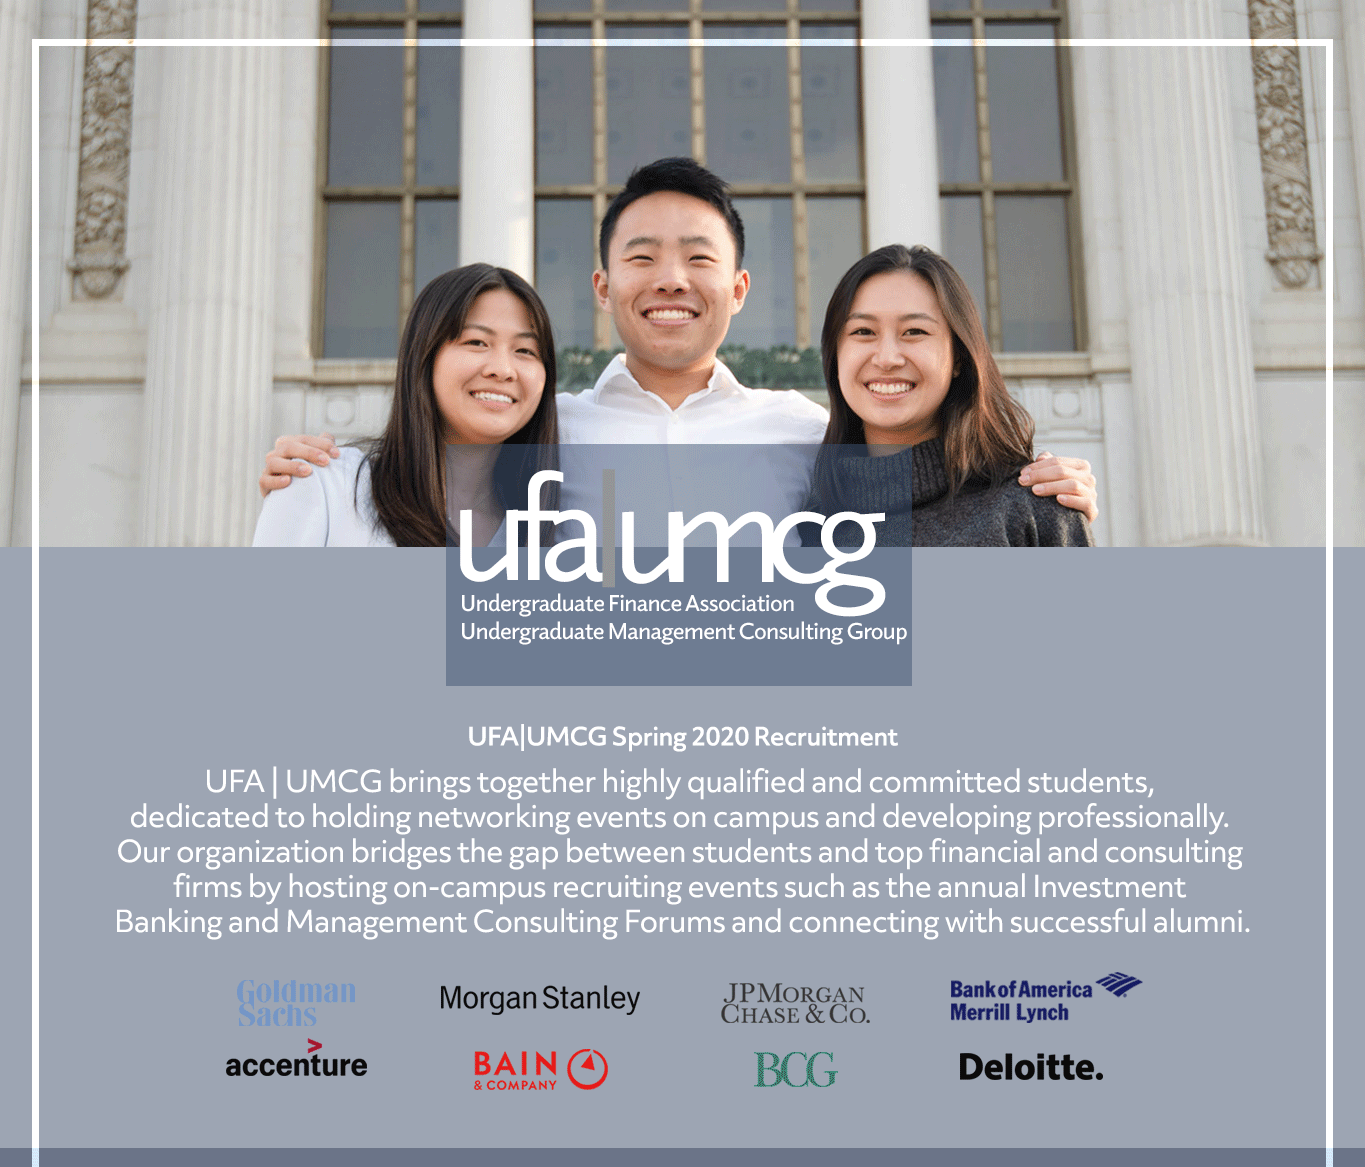 ufa|umcg
Undergraduate Finance Association
Undergraduate Management Consulting Group
UFA|UMCG Spring 2020 Recruitment
UFA | UMCG brings together highly qualified and committed students,
dedicated to holding networking events on campus and developing professionally.
Our organization bridges the gap between students and top financial and consulting
firms by hosting on-campus recruiting events such as the annual Investment
Banking and Management Consulting Forums and connecting with successful alumni.
Goldman
Sachs
Morgan Stanley
JPMORGAN
CHASE & CO.
Bank of America
Merrill Lynch
accenture
BAIN
& COMPANY
BCG
Deloitte.